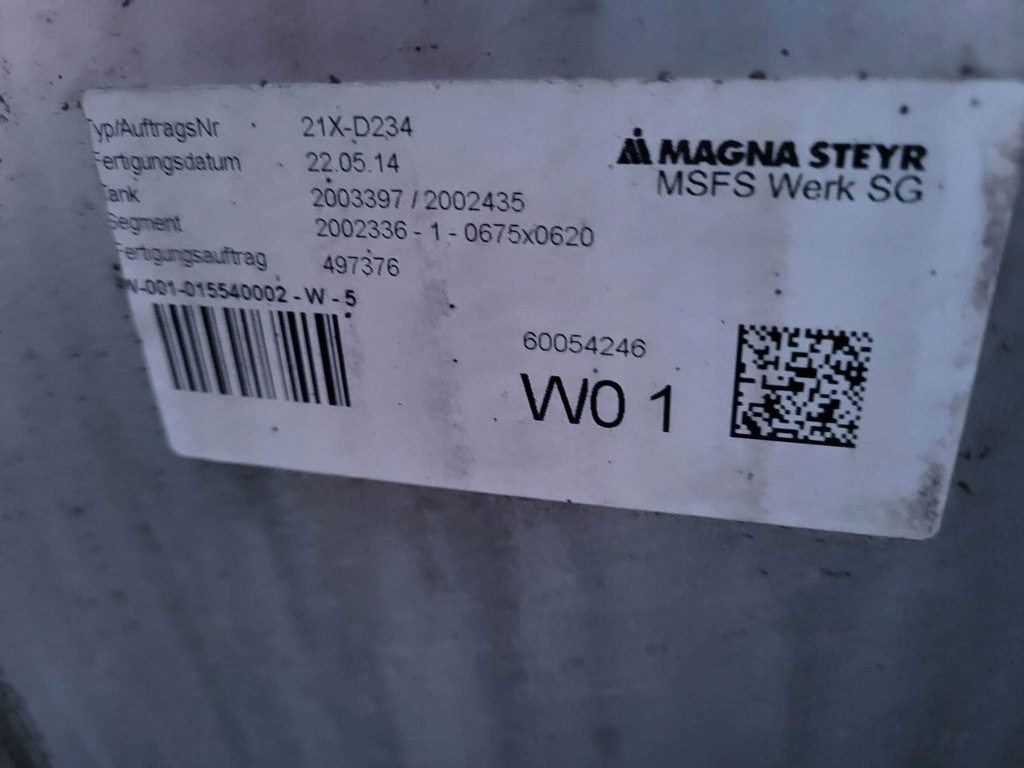 Typ/AuftragsNr 21X-D234
Fertigungsdatum 22.05.14
Tank 2003397 / 2002435
Segment 2002336 - 1 - 0675x0620
Fertigungsauftrag 497376
W-001-015540002 - W - 5
MAGNA STEYR
MSFS Werk SG
60054246
W0 1